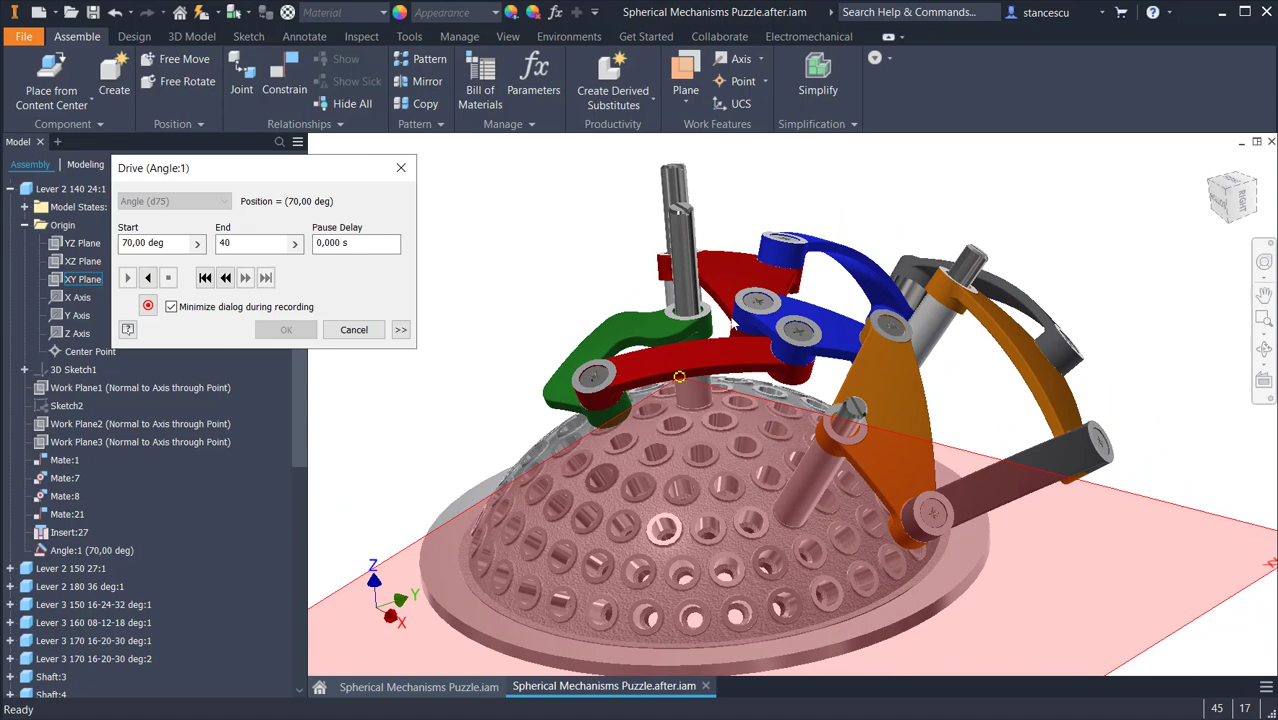 Material
Appearance
Spherical Mechanisms Puzzle.after.iam
Search Help & Commands...
stancescu
File
Assemble
Design
3D Model
Sketch
Annotate
Inspect
Tools
Manage
View
Environments
Get Started
Collaborate
Electromechanical
Place from
Content Center
Create
Free Move
Free Rotate
Joint
Constrain
Show
Show Sick
Hide All
Pattern
Mirror
Copy
Bill of
Materials
Parameters
Create Derived
Substitutes
Plane
Axis
Point
UCS
Simplify
Component
Position
Relationships
Pattern
Manage
Productivity
Work Features
Simplification
Model
Assembly
Modeling
Lever 2 140 24:1
Model States:
Origin
YZ Plane
XZ Plane
XY Plane
X Axis
Y Axis
Z Axis
Center Point
3D Sketch1
Work Plane1 (Normal to Axis through Point)
Sketch2
Work Plane2 (Normal to Axis through Point)
Work Plane3 (Normal to Axis through Point)
Mate:1
Mate:7
Mate:8
Mate:21
Insert:27
Angle:1 (70,00 deg)
Lever 2 150 27:1
Lever 2 180 36 deg:1
Lever 3 150 16-24-32 deg:1
Lever 3 160 08-12-18 deg:1
Lever 3 170 16-20-30 deg:1
Lever 3 170 16-20-30 deg:2
Shaft:3
Shaft:4
Drive (Angle:1)
Angle (d75)
Position = (70,00 deg)
Start
End
Pause Delay
70,00 deg
40
0,000 s
Minimize dialog during recording
OK
Cancel
>>
RIGHT
Z
Y
X
Spherical Mechanisms Puzzle.iam
Spherical Mechanisms Puzzle.after.iam
Ready
45
17